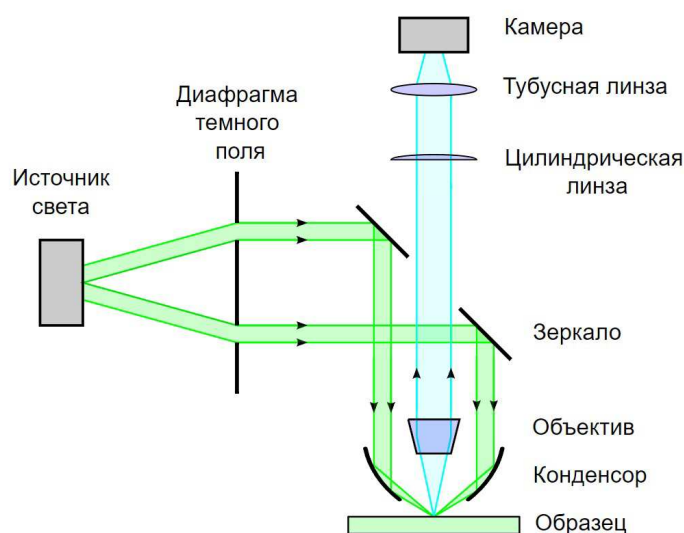 Камера
Тубусная линза
Диафрагма
темного
поля
Цилиндрическая
линза
Источник
света
Зеркало
Объектив
Конденсор
Образец